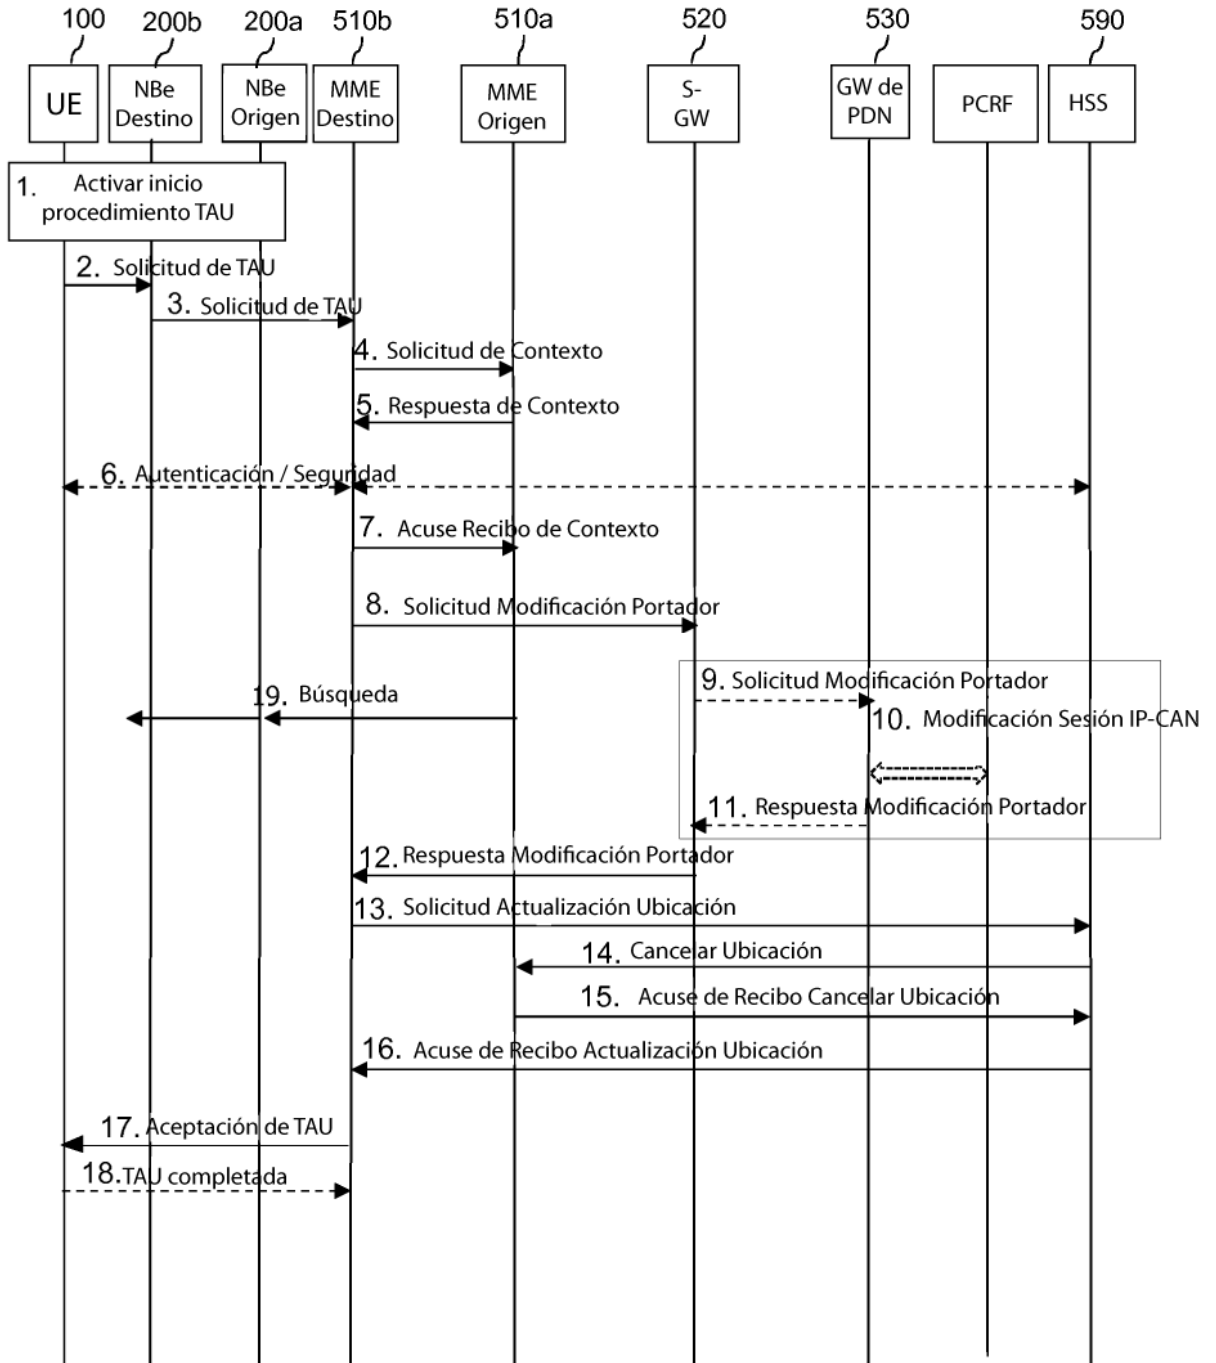 100 200b 200a 510b 510a 520 530 590
UE
NBe
Destino
NBe
Origen
MME
Destino
MME
Origen
S-
GW
GW de
PDN
PCRF
HSS
1. Activar inicio
procedimiento TAU
2. Solicitud de TAU
3. Solicitud de TAU
4. Solicitud de Contexto
5. Respuesta de Contexto
6. Autenticación / Seguridad
7. Acuse Recibo de Contexto
8. Solicitud Modificación Portador
9. Solicitud Modificación Portador
19. Búsqueda
10. Modificación Sesión IP-CAN
11. Respuesta Modificación Portador
12. Respuesta Modificación Portador
13. Solicitud Actualización Ubicación
14. Cancelar Ubicación
15. Acuse de Recibo Cancelar Ubicación
16. Acuse de Recibo Actualización Ubicación
17. Aceptación de TAU
18. TAU completada